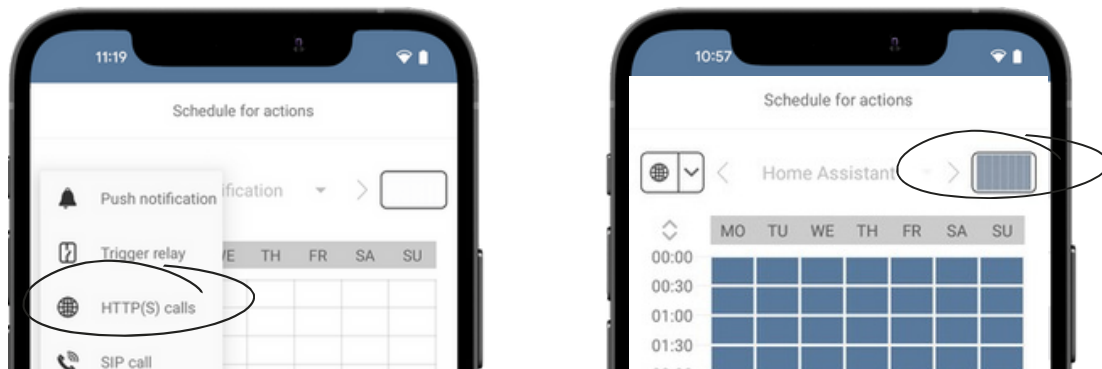 11:19
Schedule for actions
Push notification
ification
Trigger relay
/E TH FR SA SU
HTTP(S) calls
SIP call
10:57
Schedule for actions
Home Assistant
MO TU WE TH FR SA SU
00:00
00:30
01:00
01:30